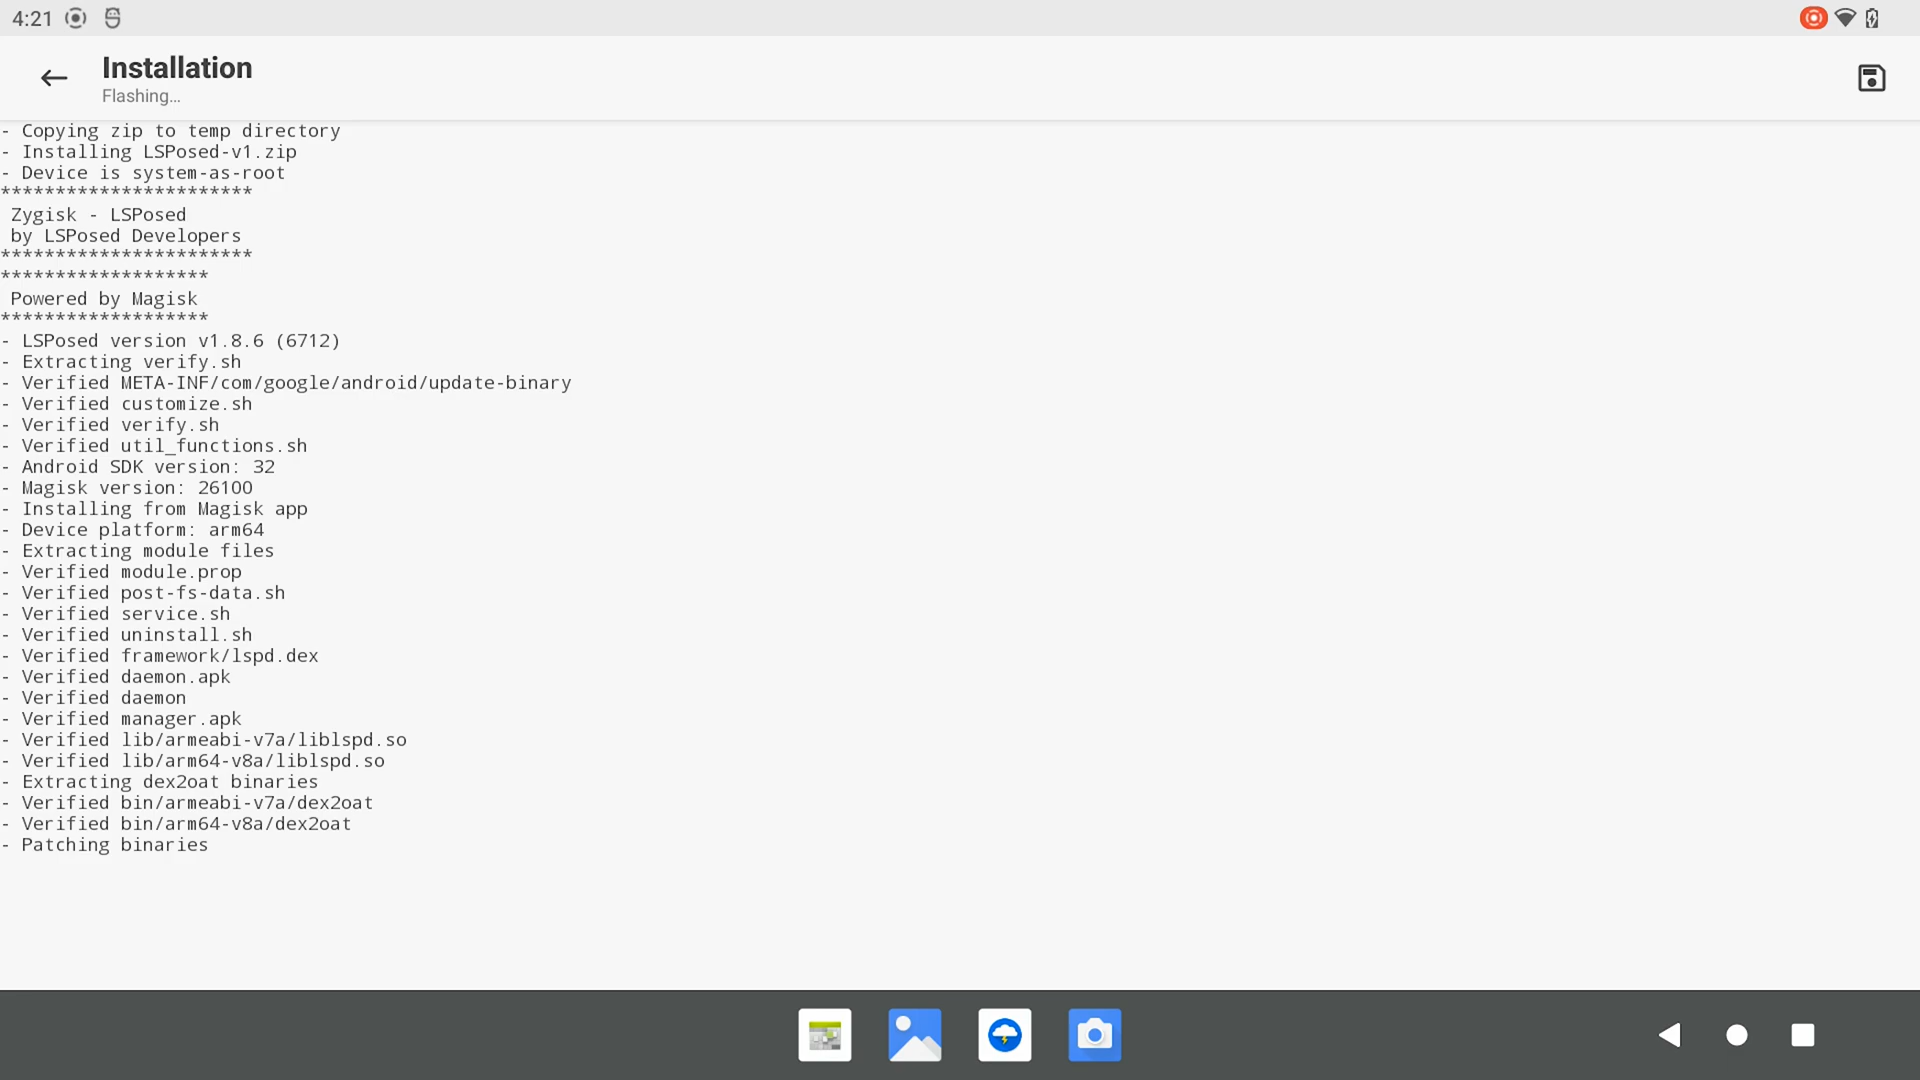 4:21
Installation
Flashing...
- Copying zip to temp directory
- Installing LSPosed-v1.zip
- Device is system-as-root
***********************
Zygisk - LSPosed
by LSPosed Developers
***********************
*******************
Powered by Magisk
*******************
- LSPosed version v1.8.6 (6712)
- Extracting verify.sh
- Verified META-INF/com/google/android/update-binary
- Verified customize.sh
- Verified verify.sh
- Verified util_functions.sh
- Android SDK version: 32
- Magisk version: 26100
- Installing from Magisk app
- Device platform: arm64
- Extracting module files
- Verified module.prop
- Verified post-fs-data.sh
- Verified service.sh
- Verified uninstall.sh
- Verified framework/lspd.dex
- Verified daemon.apk
- Verified daemon
- Verified manager.apk
- Verified lib/armeabi-v7a/liblspd.so
- Verified lib/arm64-v8a/liblspd.so
- Extracting dex2oat binaries
- Verified bin/armeabi-v7a/dex2oat
- Verified bin/arm64-v8a/dex2oat
- Patching binaries